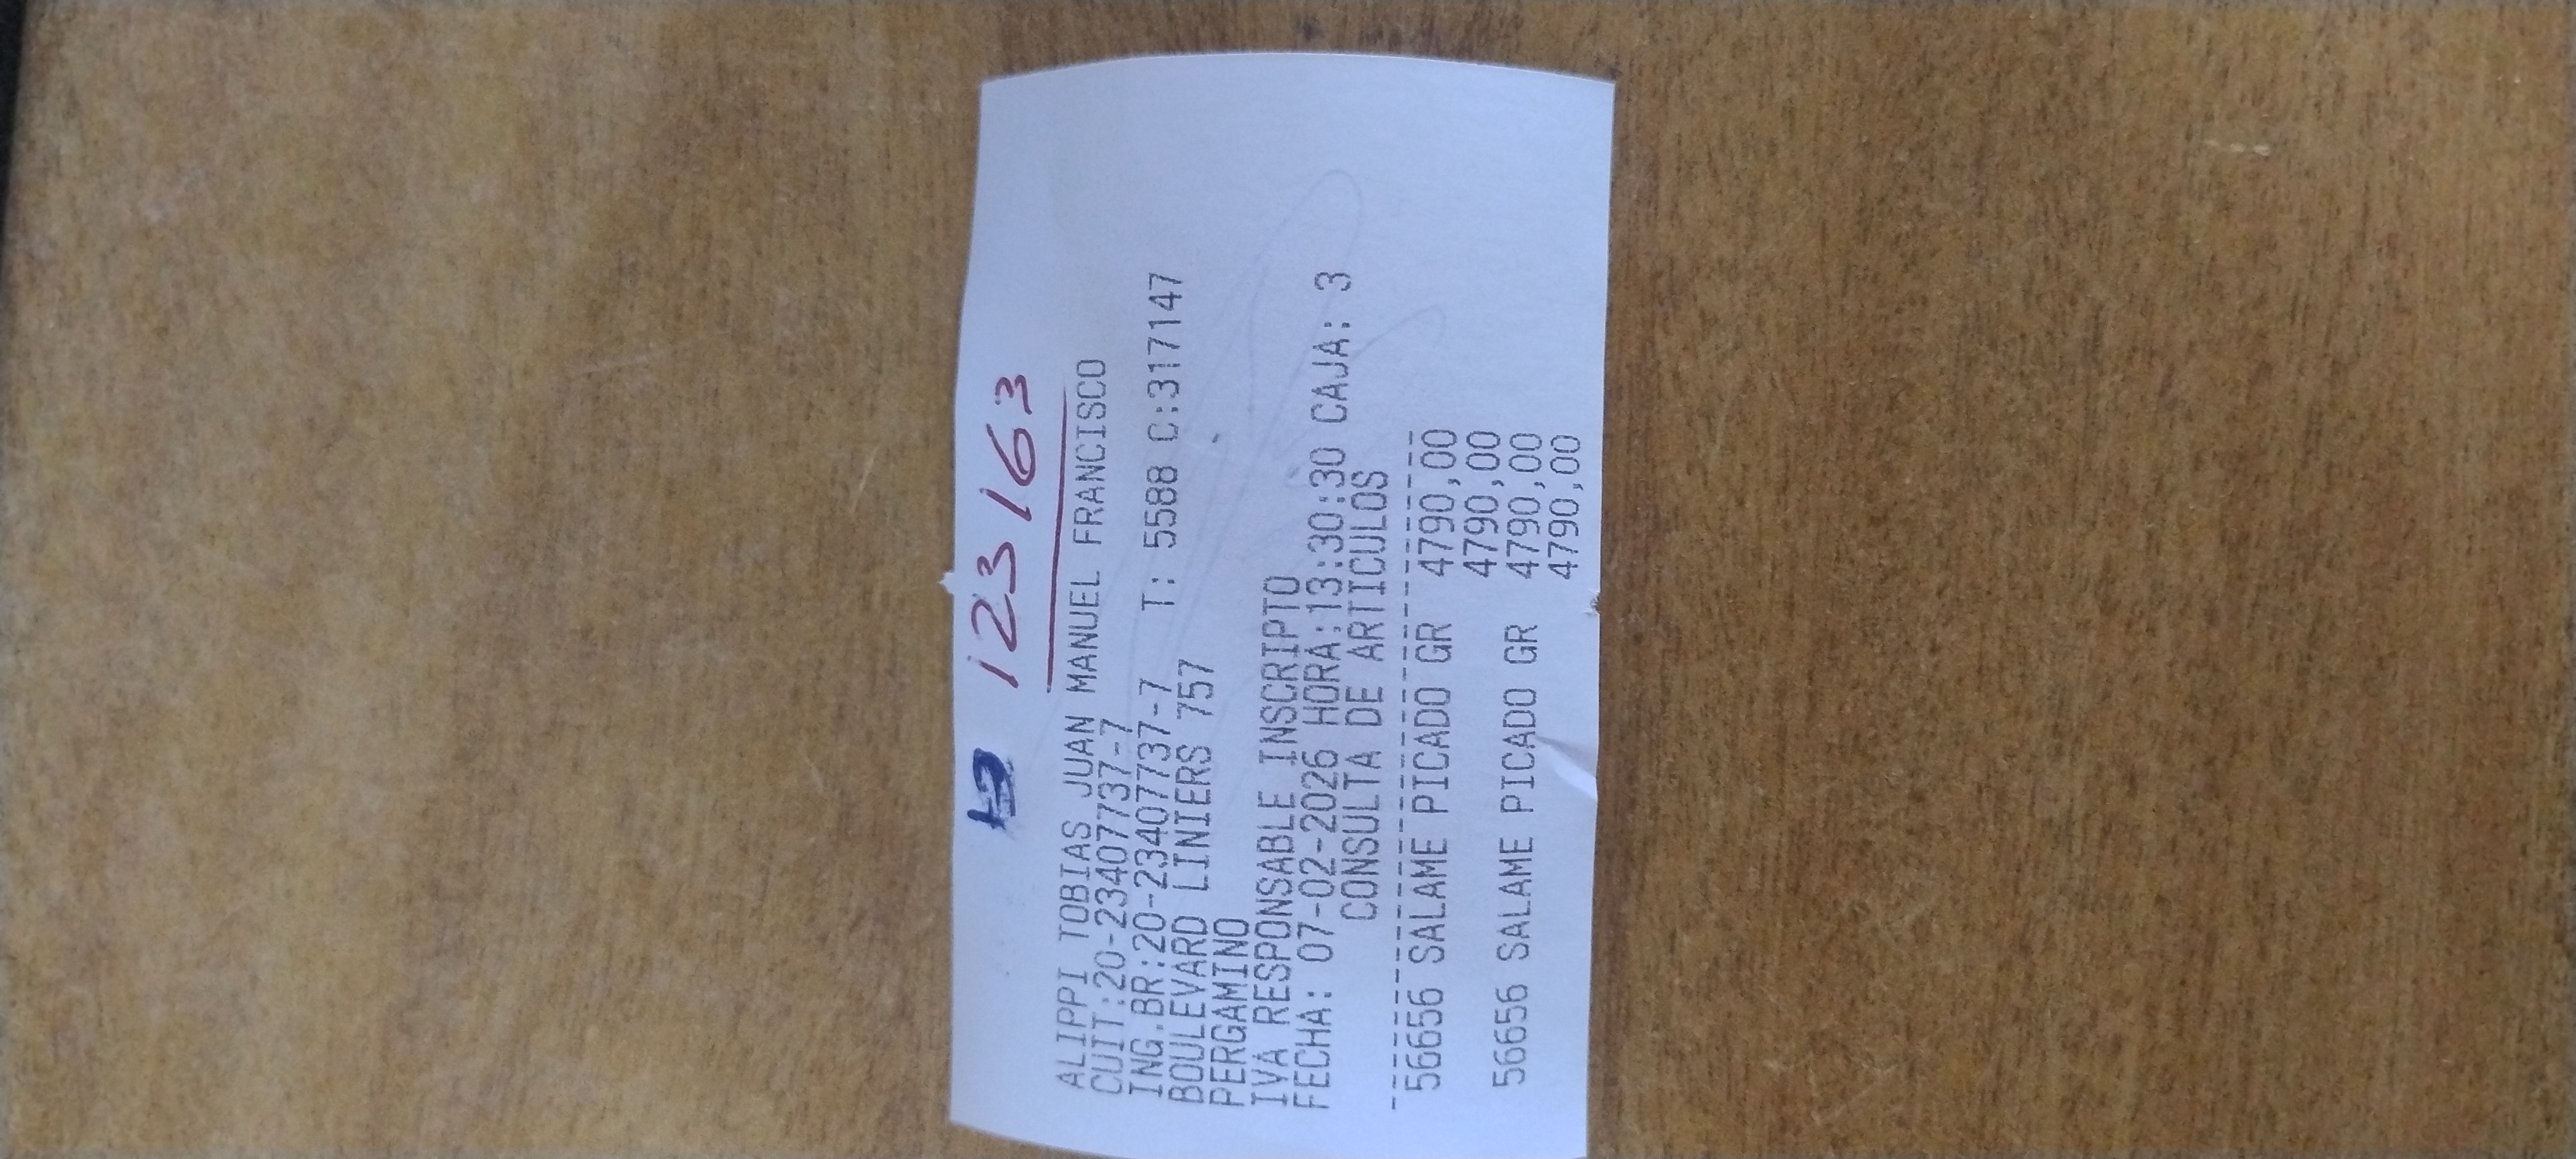 123163
ALIPPI TOBIAS JUAN MANUEL FRANCISCO
CUIT:20-23407737-7
ING.BR:20-23407737-7
BOULEVARD LINIERS 757 T: 5588 C:317147
PERGAMINO
IVA RESPONSABLE INSCRIPTO
FECHA: 07-02-2026 HORA:13:30:30 CAJA: 3
CONSULTA DE ARTICULOS
--------------------------------
56656 SALAME PICADO GR 4790,00
4790,00
56656 SALAME PICADO GR 4790,00
4790,00